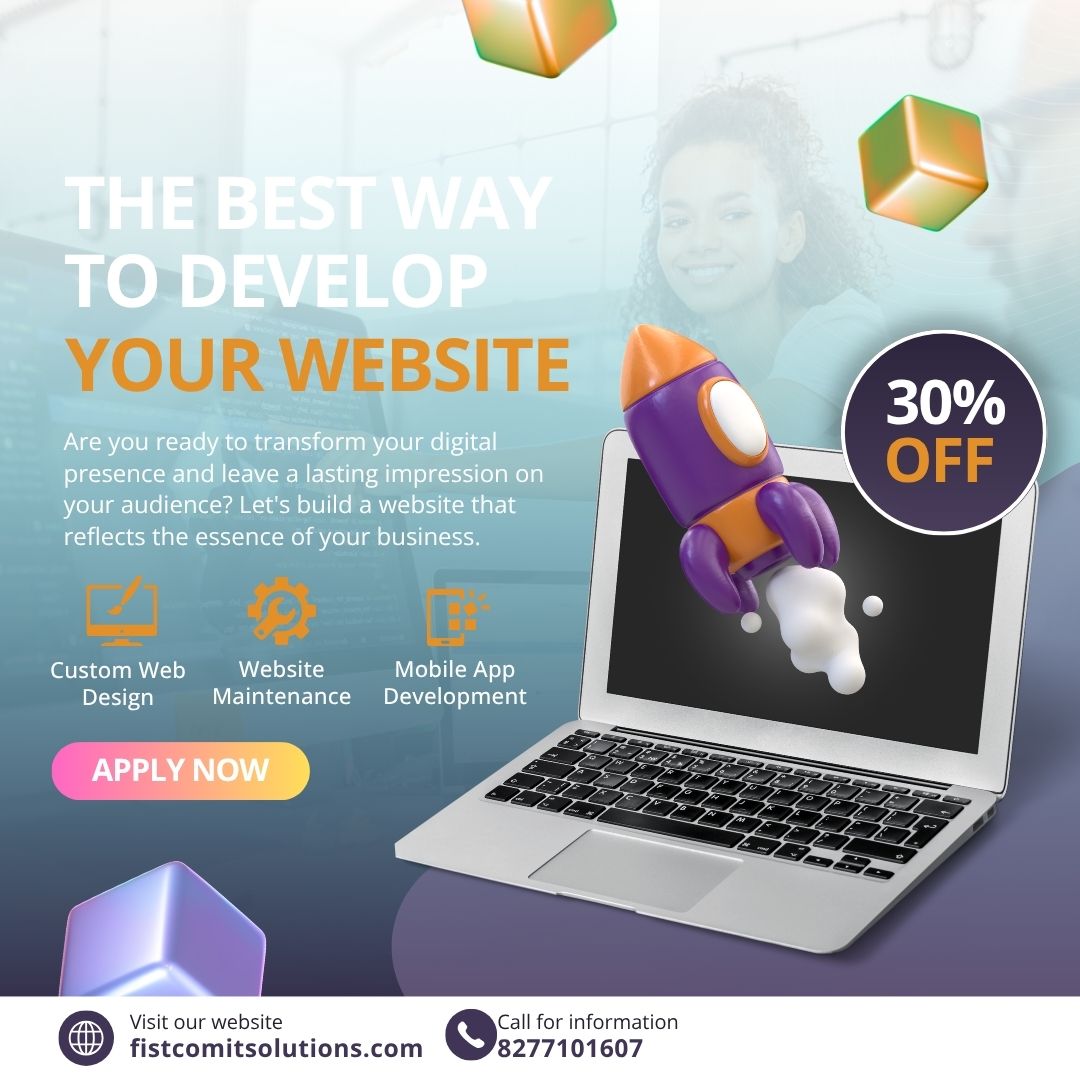 THE BEST WAY
TO DEVELOP
YOUR WEBSITE
Are you ready to transform your digital
presence and leave a lasting impression on
your audience? Let's build a website that
reflects the essence of your business.
30%
OFF
Custom Web
Design
Website
Maintenance
Mobile App
Development
APPLY NOW
Visit our website
fistcomitsolutions.com
Call for information
8277101607